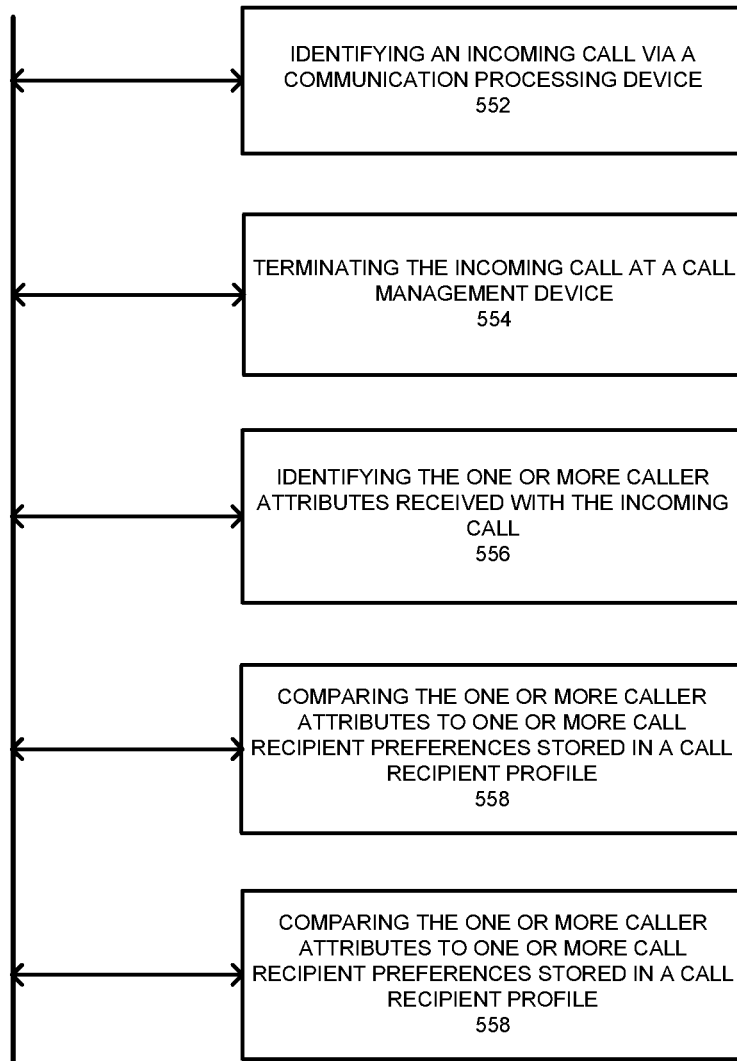 IDENTIFYING AN INCOMING CALL VIA A
COMMUNICATION PROCESSING DEVICE
552
TERMINATING THE INCOMING CALL AT A CALL
MANAGEMENT DEVICE
554
IDENTIFYING THE ONE OR MORE CALLER
ATTRIBUTES RECEIVED WITH THE INCOMING
CALL
556
COMPARING THE ONE OR MORE CALLER
ATTRIBUTES TO ONE OR MORE CALL
RECIPIENT PREFERENCES STORED IN A CALL
RECIPIENT PROFILE
558
COMPARING THE ONE OR MORE CALLER
ATTRIBUTES TO ONE OR MORE CALL
RECIPIENT PREFERENCES STORED IN A CALL
RECIPIENT PROFILE
558